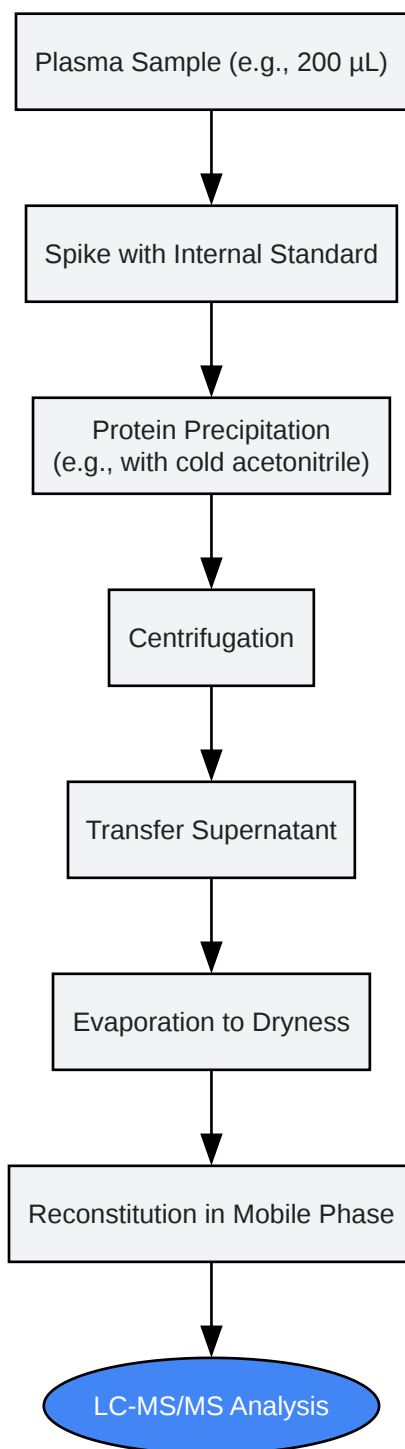 Plasma Sample (e.g., 200 µL)
Spike with Internal Standard
Protein Precipitation
(e.g., with cold acetonitrile)
Centrifugation
Transfer Supernatant
Evaporation to Dryness
Reconstitution in Mobile Phase
LC-MS/MS Analysis